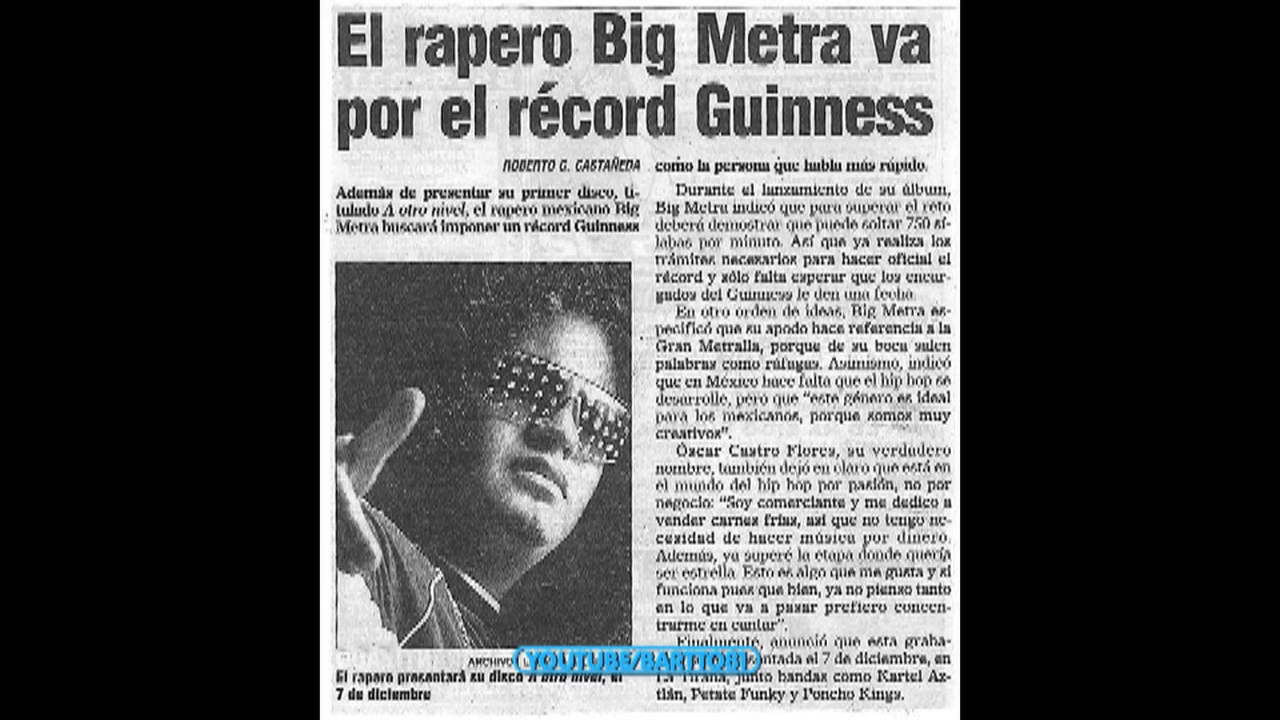 El rapero Big Metra va
por el récord Guinness
ROBERTO G. CASTAÑEDA
Además de presentar su primer disco, ti-
tulado A otro nivel, el rapero mexicano Big
Metra buscará imponer un récord Guinness
como la persona que habla más rápido.
Durante el lanzamiento de su álbum,
Big Metra indicó que para superar el reto
deberá demostrar que puede soltar 750 sí-
labas por minuto. Así que ya realiza los
trámites necesarios para hacer oficial el
récord y sólo falta esperar que los encar-
gados del Guinness le den una fecha.
En otro orden de ideas, Big Metra es-
pecificó que su apodo hace referencia a la
Gran Metralla, porque de su boca salen
palabras como ráfagas. Asimismo, indicó
que en México hace falta que el hip hop se
desarrolle, pero que “este género es ideal
para los mexicanos, porque somos muy
creativos”.
Óscar Castro Flores, su verdadero
nombre, también dejó en claro que está en
el mundo del hip hop por pasión, no por
negocio: “Soy comerciante y me dedico a
vender carnes frías, así que no tengo ne-
cesidad de hacer música por dinero.
Además, ya superé la etapa donde quería
ser estrella. Esto es algo que me gusta y si
funciona pues que bien, ya no pienso tanto
en lo que va a pasar prefiero concen-
trarme en cantar”.
Finalmente, anunció que esta graba-
entada el 7 de diciembre, en
La Tirana, junto bandas como Kartel Az-
tlán, Petate Funky y Poncho Kings.
ARCHIVO
YOUTUBE/BARTTOBI
El rapero presentará su disco A otro nivel, el
7 de diciembre